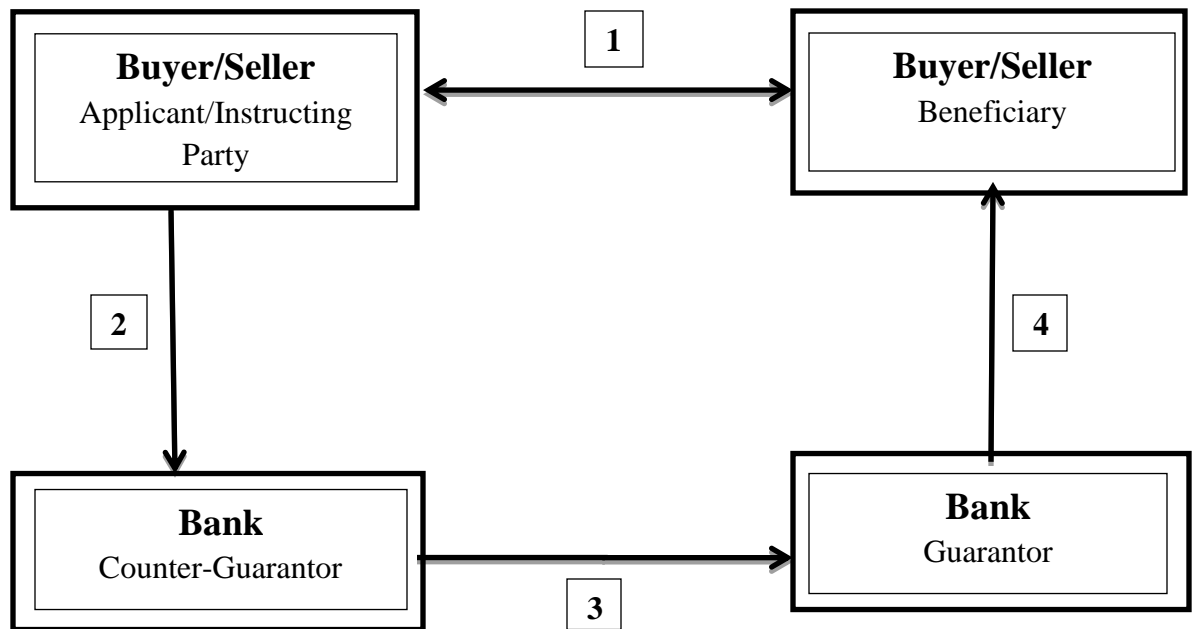 Buyer/Seller
Applicant/Instructing
Party
1
Buyer/Seller
Beneficiary
2
4
Bank
Counter-Guarantor
3
Bank
Guarantor